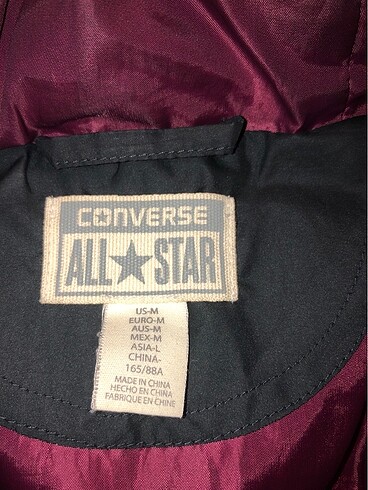 CONVERSE
ALL★STAR
US-M
EURO-M
AUS-M
MEX-M
ASIA-L
CHINA-
165/88A
MADE IN CHINA
HECHO EN CHINA
FABRIQUE EN CHINE